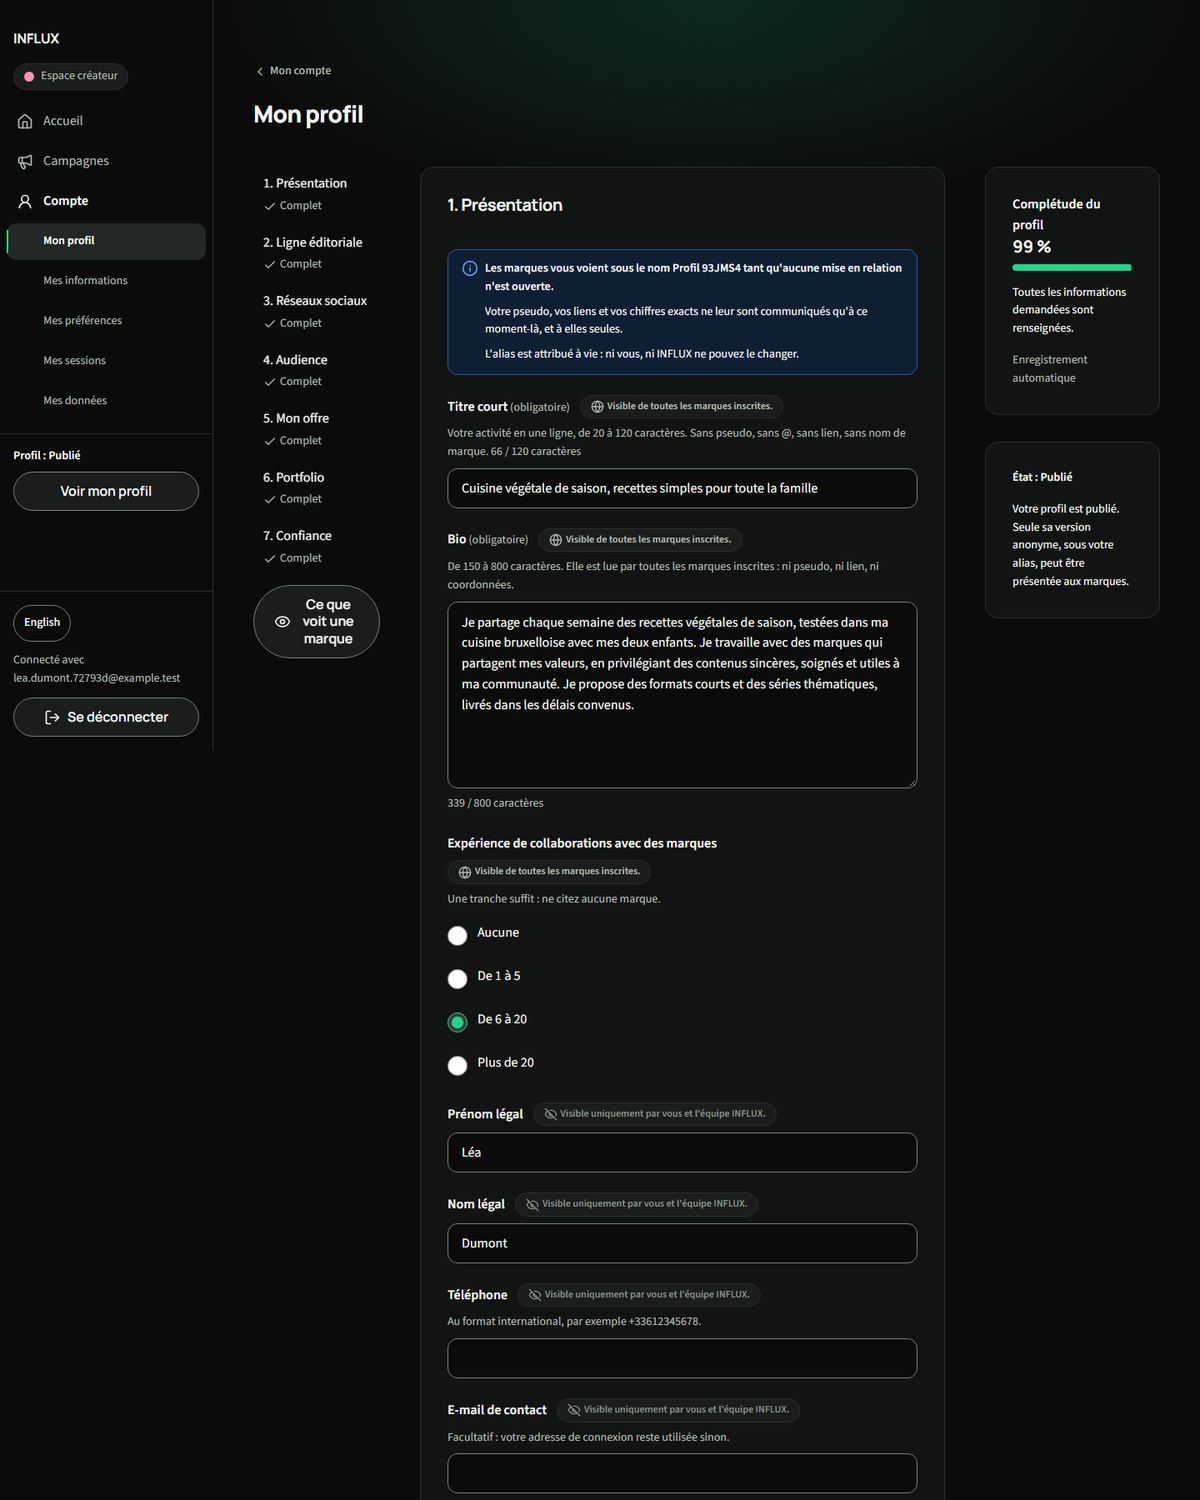 INFLUX
Espace créateur
Accueil
Campagnes
Compte
Mon profil
Mes informations
Mes préférences
Mes sessions
Mes données
Profil : Publié
Voir mon profil
English
Connecté avec
lea.dumont.72793d@example.test
Se déconnecter
Mon compte
Mon profil
1. Présentation
Complet
2. Ligne éditoriale
Complet
3. Réseaux sociaux
Complet
4. Audience
Complet
5. Mon offre
Complet
6. Portfolio
Complet
7. Confiance
Complet
Ce que
voit une
marque
1. Présentation
Les marques vous voient sous le nom Profil 93JMS4 tant qu'aucune mise en relation
n'est ouverte.
Votre pseudo, vos liens et vos chiffres exacts ne leur sont communiqués qu'à ce
moment-là, et à elles seules.
L'alias est attribué à vie : ni vous, ni INFLUX ne pouvez le changer.
Titre court (obligatoire) Visible de toutes les marques inscrites.
Votre activité en une ligne, de 20 à 120 caractères. Sans pseudo, sans @, sans lien, sans nom de
marque. 66 / 120 caractères
Cuisine végétale de saison, recettes simples pour toute la famille
Bio (obligatoire) Visible de toutes les marques inscrites.
De 150 à 800 caractères. Elle est lue par toutes les marques inscrites : ni pseudo, ni lien, ni
coordonnées.
Je partage chaque semaine des recettes végétales de saison, testées dans ma
cuisine bruxelloise avec mes deux enfants. Je travaille avec des marques qui
partagent mes valeurs, en privilégiant des contenus sincères, soignés et utiles à
ma communauté. Je propose des formats courts et des séries thématiques,
livrés dans les délais convenus.
339 / 800 caractères
Expérience de collaborations avec des marques
Visible de toutes les marques inscrites.
Une tranche suffit : ne citez aucune marque.
Aucune
De 1 à 5
De 6 à 20
Plus de 20
Prénom légal Visible uniquement par vous et l'équipe INFLUX.
Léa
Nom légal Visible uniquement par vous et l'équipe INFLUX.
Dumont
Téléphone Visible uniquement par vous et l'équipe INFLUX.
Au format international, par exemple +33612345678.
E-mail de contact Visible uniquement par vous et l'équipe INFLUX.
Facultatif : votre adresse de connexion reste utilisée sinon.
Complétude du
profil
99 %
Toutes les informations
demandées sont
renseignées.
Enregistrement
automatique
État : Publié
Votre profil est publié.
Seule sa version
anonyme, sous votre
alias, peut être
présentée aux marques.